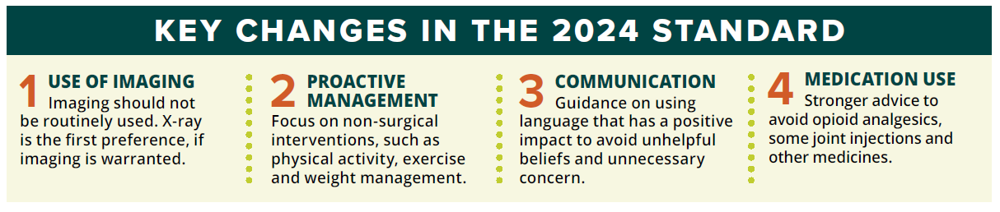 KEY CHANGES IN THE 2024 STANDARD
1 USE OF IMAGING
Imaging should not
be routinely used. X-ray
is the first preference, if
imaging is warranted.
2 PROACTIVE
MANAGEMENT
Focus on non-surgical
interventions, such as
physical activity, exercise
and weight management.
3 COMMUNICATION
Guidance on using
language that has a positive
impact to avoid unhelpful
beliefs and unnecessary
concern.
4 MEDICATION USE
Stronger advice to
avoid opioid analgesics,
some joint injections and
other medicines.